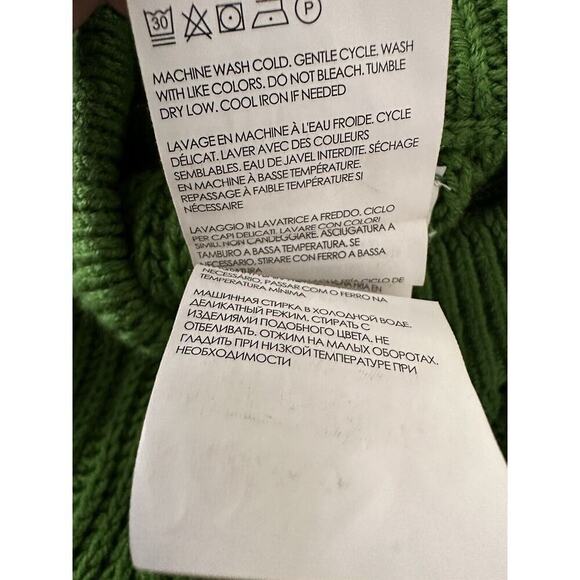 30
P
MACHINE WASH COLD. GENTLE CYCLE. WASH
WITH LIKE COLORS. DO NOT BLEACH. TUMBLE
DRY LOW. COOL IRON IF NEEDED
LAVAGE EN MACHINE À L'EAU FROIDE. CYCLE
DÉLICAT. LAVER AVEC DES COULEURS
SEMBLABLES. EAU DE JAVEL INTERDITE. SÉCHAGE
EN MACHINE À BASSE TEMPÉRATURE.
REPASSAGE À FAIBLE TEMPÉRATURE SI
NÉCESSAIRE
LAVAGGIO IN LAVATRICE A FREDDO. CICLO
PER CAPI DELICATI. LAVARE CON COLORI
SIMILI. NON CANDEGGIARE. ASCIUGATURA A
TAMBURO A BASSA TEMPERATURA. SE
NECESSARIO, STIRARE CON FERRO A BASSA
CICLO DE
FRIA EN
NECESSÁRIO, PASSAR COM O FERRO NA
TEMPERATURA MÍNIMA
МАШИННАЯ СТИРКА В ХОЛОДНОЙ ВОДЕ.
ДЕЛИКАТНЫЙ РЕЖИМ. СТИРАТЬ С
ИЗДЕЛИЯМИ ПОДОБНОГО ЦВЕТА. НЕ
ОТБЕЛИВАТЬ. ОТЖИМ НА МАЛЫХ ОБОРОТАХ.
ГЛАДИТЬ ПРИ НИЗКОЙ ТЕМПЕРАТУРЕ ПРИ
НЕОБХОДИМОСТИ